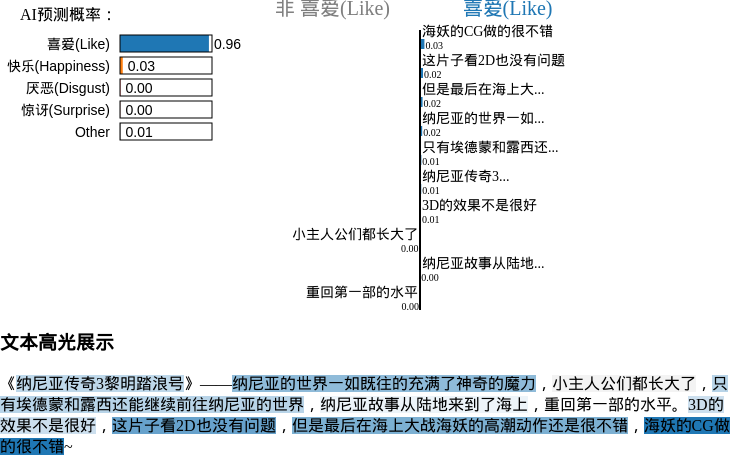 AI预测概率：
喜爱(Like) 0.96
快乐(Happiness) 0.03
厌恶(Disgust) 0.00
惊讶(Surprise) 0.00
Other 0.01
非 喜爱(Like) 喜爱(Like)
海妖的CG做的很不错
0.03
这片子看2D也没有问题
0.02
但是最后在海上大...
0.02
纳尼亚的世界一如...
0.02
只有埃德蒙和露西还...
0.01
纳尼亚传奇3...
0.01
3D的效果不是很好
0.01
小主人公们都长大了
0.00
纳尼亚故事从陆地...
0.00
重回第一部的水平
0.00
文本高光展示
《纳尼亚传奇3黎明踏浪号》——纳尼亚的世界一如既往的充满了神奇的魔力，小主人公们都长大了，只
有埃德蒙和露西还能继续前往纳尼亚的世界，纳尼亚故事从陆地来到了海上，重回第一部的水平。3D的
效果不是很好，这片子看2D也没有问题，但是最后在海上大战海妖的高潮动作还是很不错，海妖的CG做
的很不错~